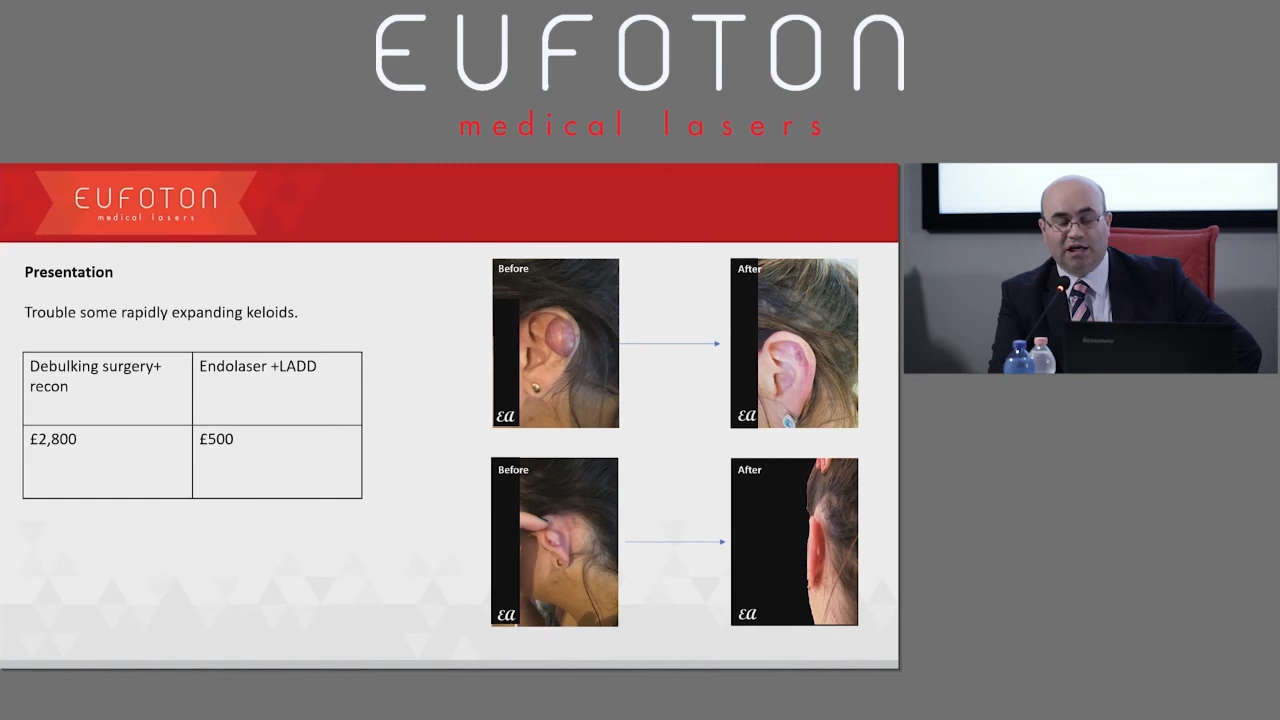 EUFOTON
medical lasers
EUFOTON
medical lasers
Presentation
Trouble some rapidly expanding keloids.
Debulking surgery+
recon
Endolaser +LADD
£2,800
£500
Before
After
εa
εa
Before
After
εa
εa